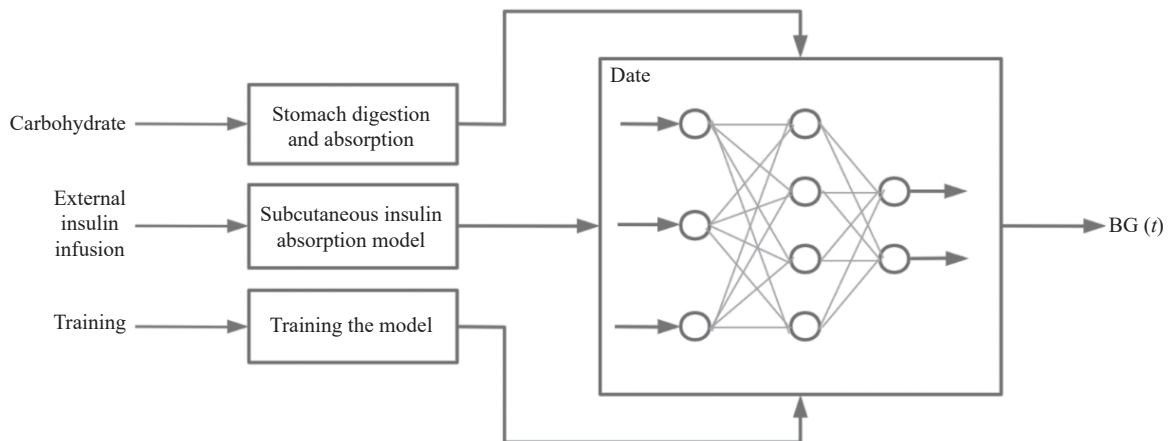 Date
Carbohydrate
Stomach digestion
and absorption
External
insulin
infusion
Subcutaneous insulin
absorption model
BG (t)
Training
Training the model